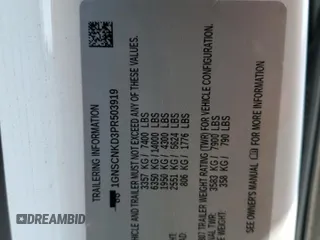 TRAILERING INFORMATION
1GNSCNKD3PR503919
VEHICLE AND TRAILER MUST NOT EXCEED ANY OF THESE VALUES.
3357 KG / 7400 LBS
6350 KG / 14000 LBS
1950 KG / 4300 LBS
2551 KG / 5624 LBS
806 KG / 1776 LBS
TRAILER WEIGHT RATING (TWR) FOR VEHICLE CONFIGURATION:
3583 KG / 7900 LBS
358 KG / 790 LBS
SEE OWNER'S MANUAL FOR MORE INFORMATION.
DREAMBID.COM